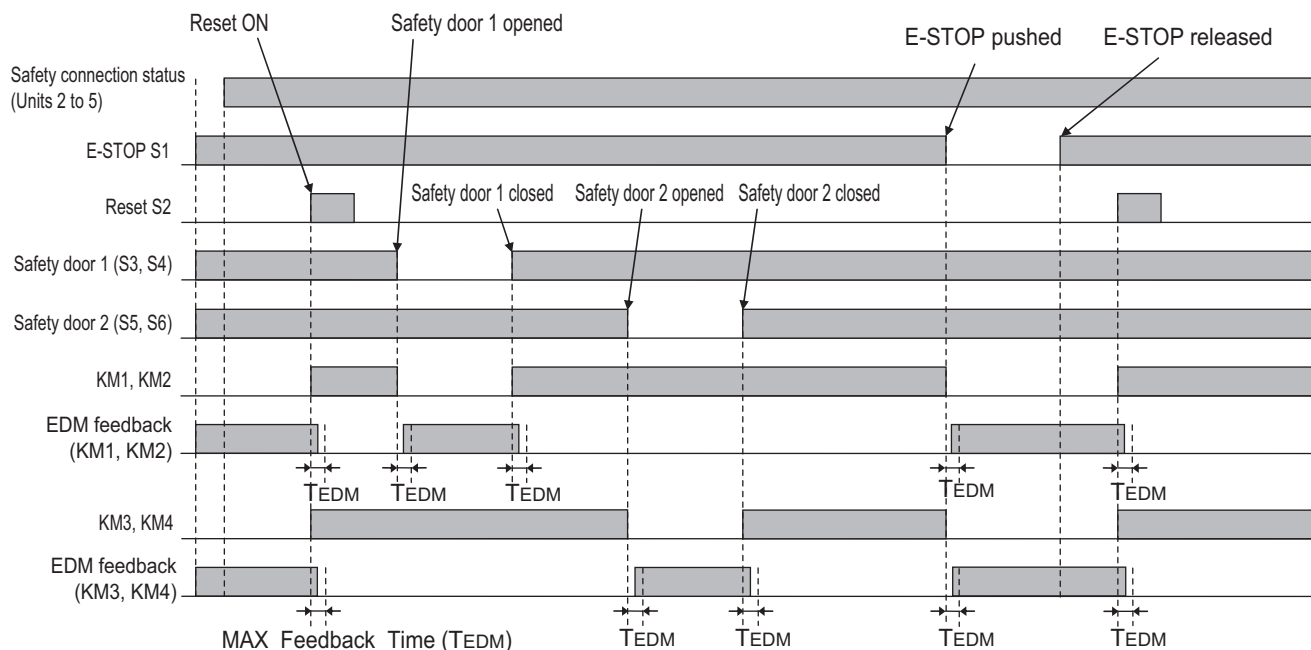 Reset ON
Safety door 1 opened
E-STOP pushed
E-STOP released
Safety connection status
(Units 2 to 5)
E-STOP S1
Reset S2
Safety door 1 closed
Safety door 2 opened
Safety door 2 closed
Safety door 1 (S3, S4)
Safety door 2 (S5, S6)
KM1, KM2
EDM feedback
(KM1, KM2)
TEDM
TEDM
TEDM
TEDM
TEDM
KM3, KM4
EDM feedback
(KM3, KM4)
MAX Feedback Time (TEDM)
TEDM
TEDM
TEDM
TEDM